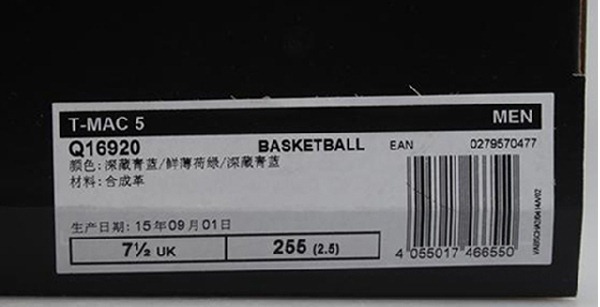 T-MAC 5 MEN
Q16920 BASKETBALL EAN 0279570477
颜色:深藏青蓝/鲜薄荷绿/深藏青蓝
材料:合成革
生产日期:15年09月01日
7½ UK 255 (2.5)
4 055017 466550